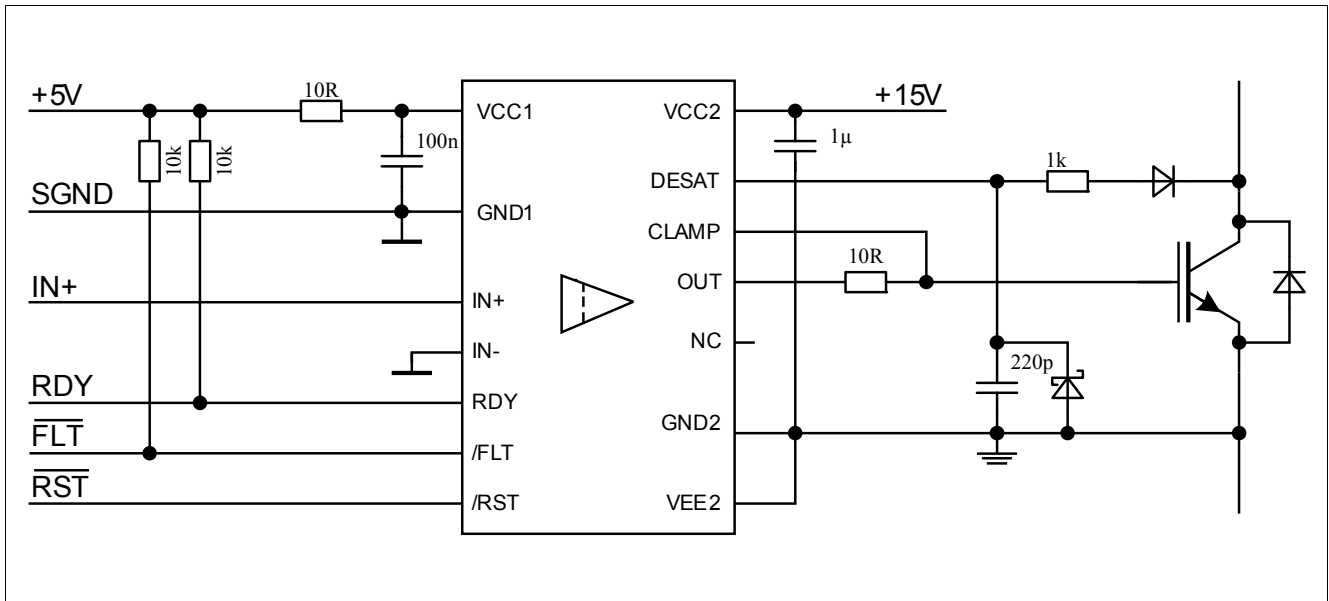 +5V
SGND
IN+
RDY
FLT
RST
10k
10k
10R
100n
VCC1
GND1
IN+
IN-
RDY
/FLT
/RST
VCC2
DESAT
CLAMP
OUT
NC
GND2
VEE2
+15V
1µ
1k
10R
220p